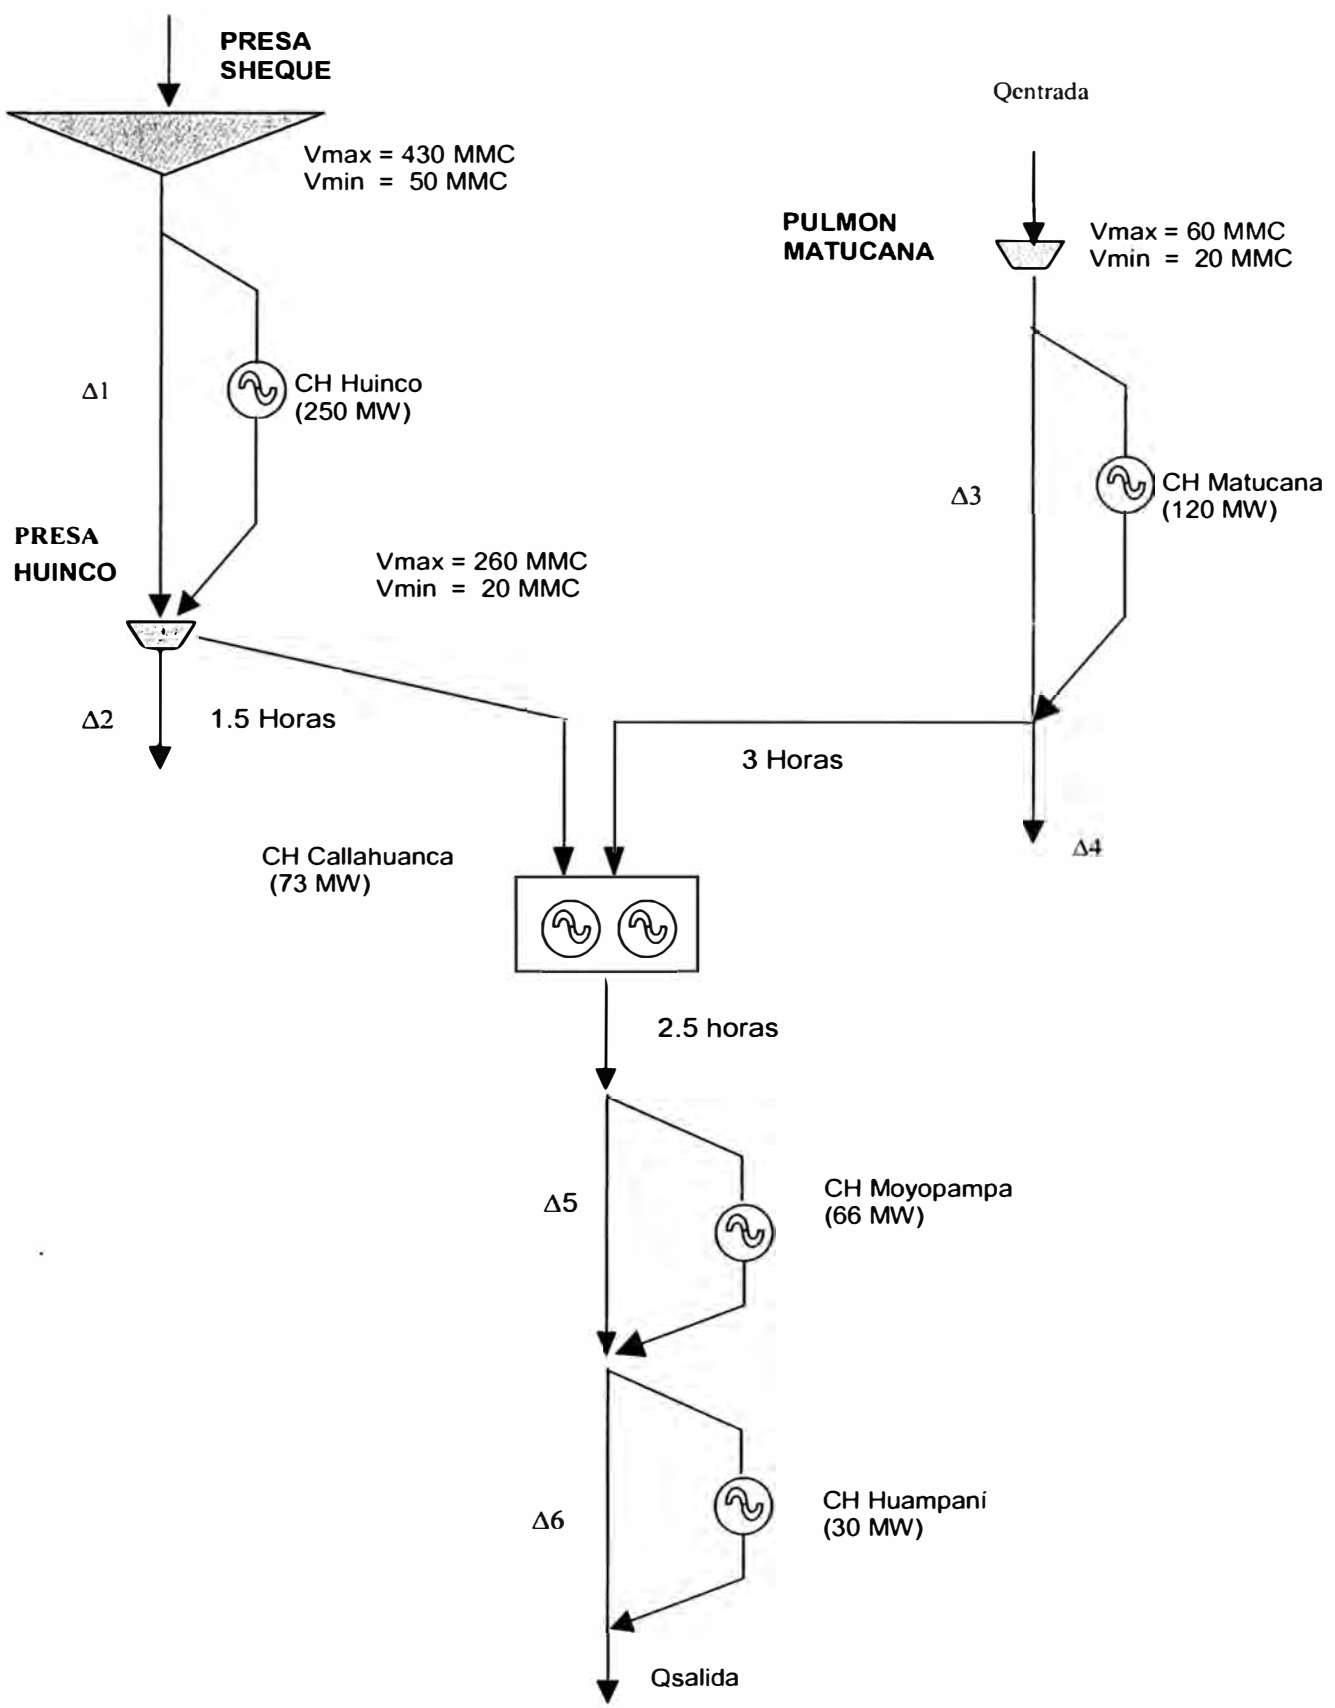 PRESA
SHEQUE
Qentrada
Vmax = 430 MMC
Vmin = 50 MMC
PULMON
MATUCANA
Vmax = 60 MMC
Vmin = 20 MMC
Δ1
CH Huinco
(250 MW)
Δ3
CH Matucana
(120 MW)
PRESA
HUINCO
Vmax = 260 MMC
Vmin = 20 MMC
Δ2
1.5 Horas
3 Horas
Δ4
CH Callahuanca
(73 MW)
2.5 horas
Δ5
CH Moyopampa
(66 MW)
Δ6
CH Huampaní
(30 MW)
Qsalida